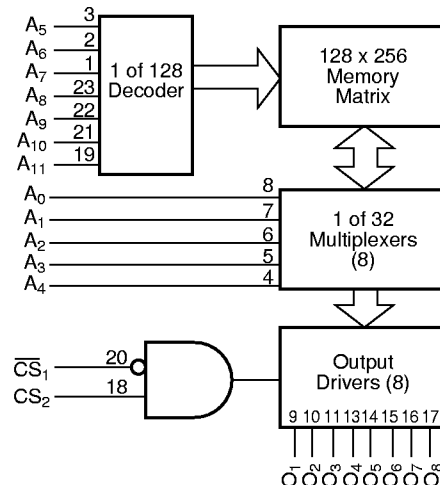 A5 3
A6 2
A7 1
A8 23
A9 22
A10 21
A11 19
1 of 128
Decoder
128 x 256
Memory
Matrix
A0 8
A1 7
A2 6
A3 5
A4 4
1 of 32
Multiplexers
(8)
C̅S̅1 20
CS2 18
Output
Drivers (8)
9 10 11 13 14 15 16 17
O1 O2 O3 O4 O5 O6 O7 O8